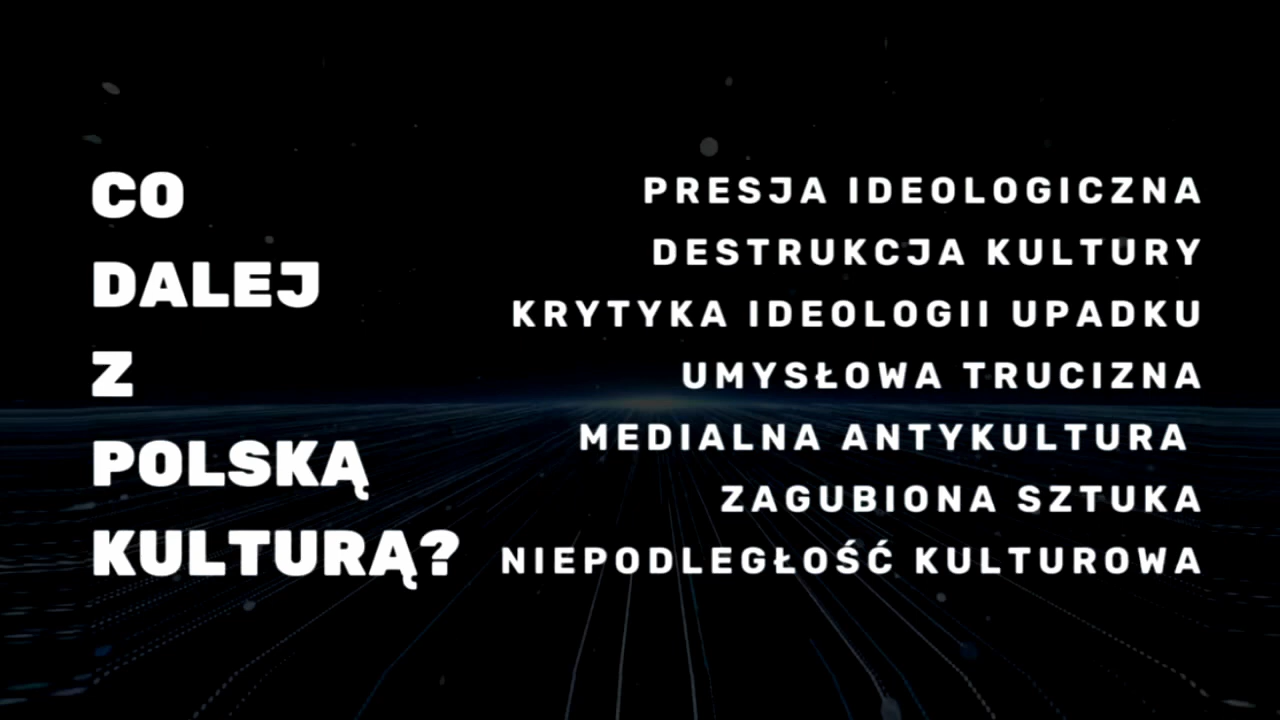 CO
DALEJ
Z
POLSKĄ
KULTURĄ?
PRESJA IDEOLOGICZNA
DESTRUKCJA KULTURY
KRYTYKA IDEOLOGII UPADKU
UMYSŁOWA TRUCIZNA
MEDIALNA ANTYKULTURA
ZAGUBIONA SZTUKA
NIEPODLEGŁOŚĆ KULTUROWA